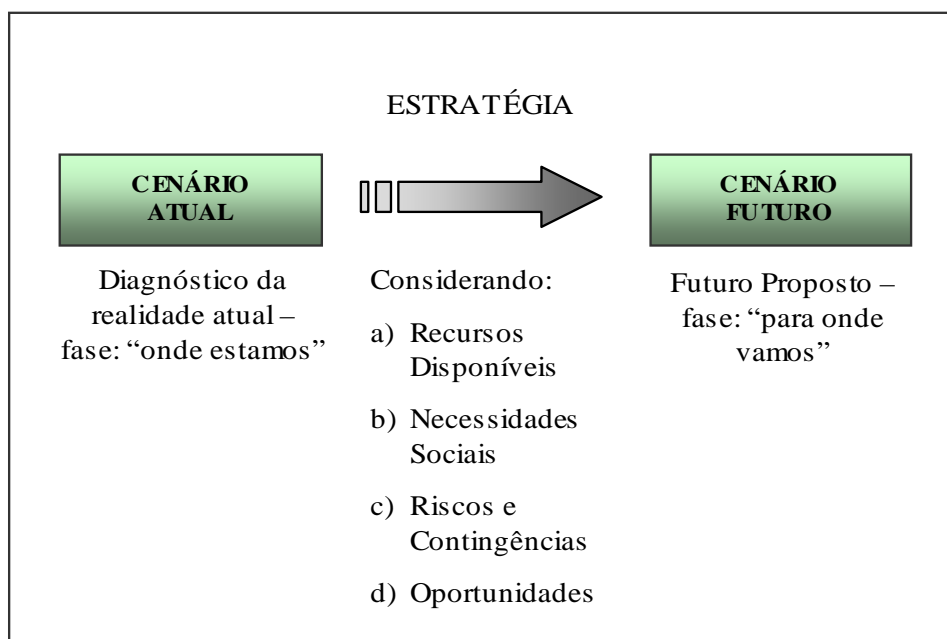 ESTRATÉGIA
CENÁRIO
ATUAL
Diagnóstico da
realidade atual –
fase: “onde estamos”
Considerando:
a) Recursos
Disponíveis
b) Necessidades
Sociais
c) Riscos e
Contingências
d) Oportunidades
CENÁRIO
FUTURO
Futuro Proposto –
fase: “para onde
vamos”